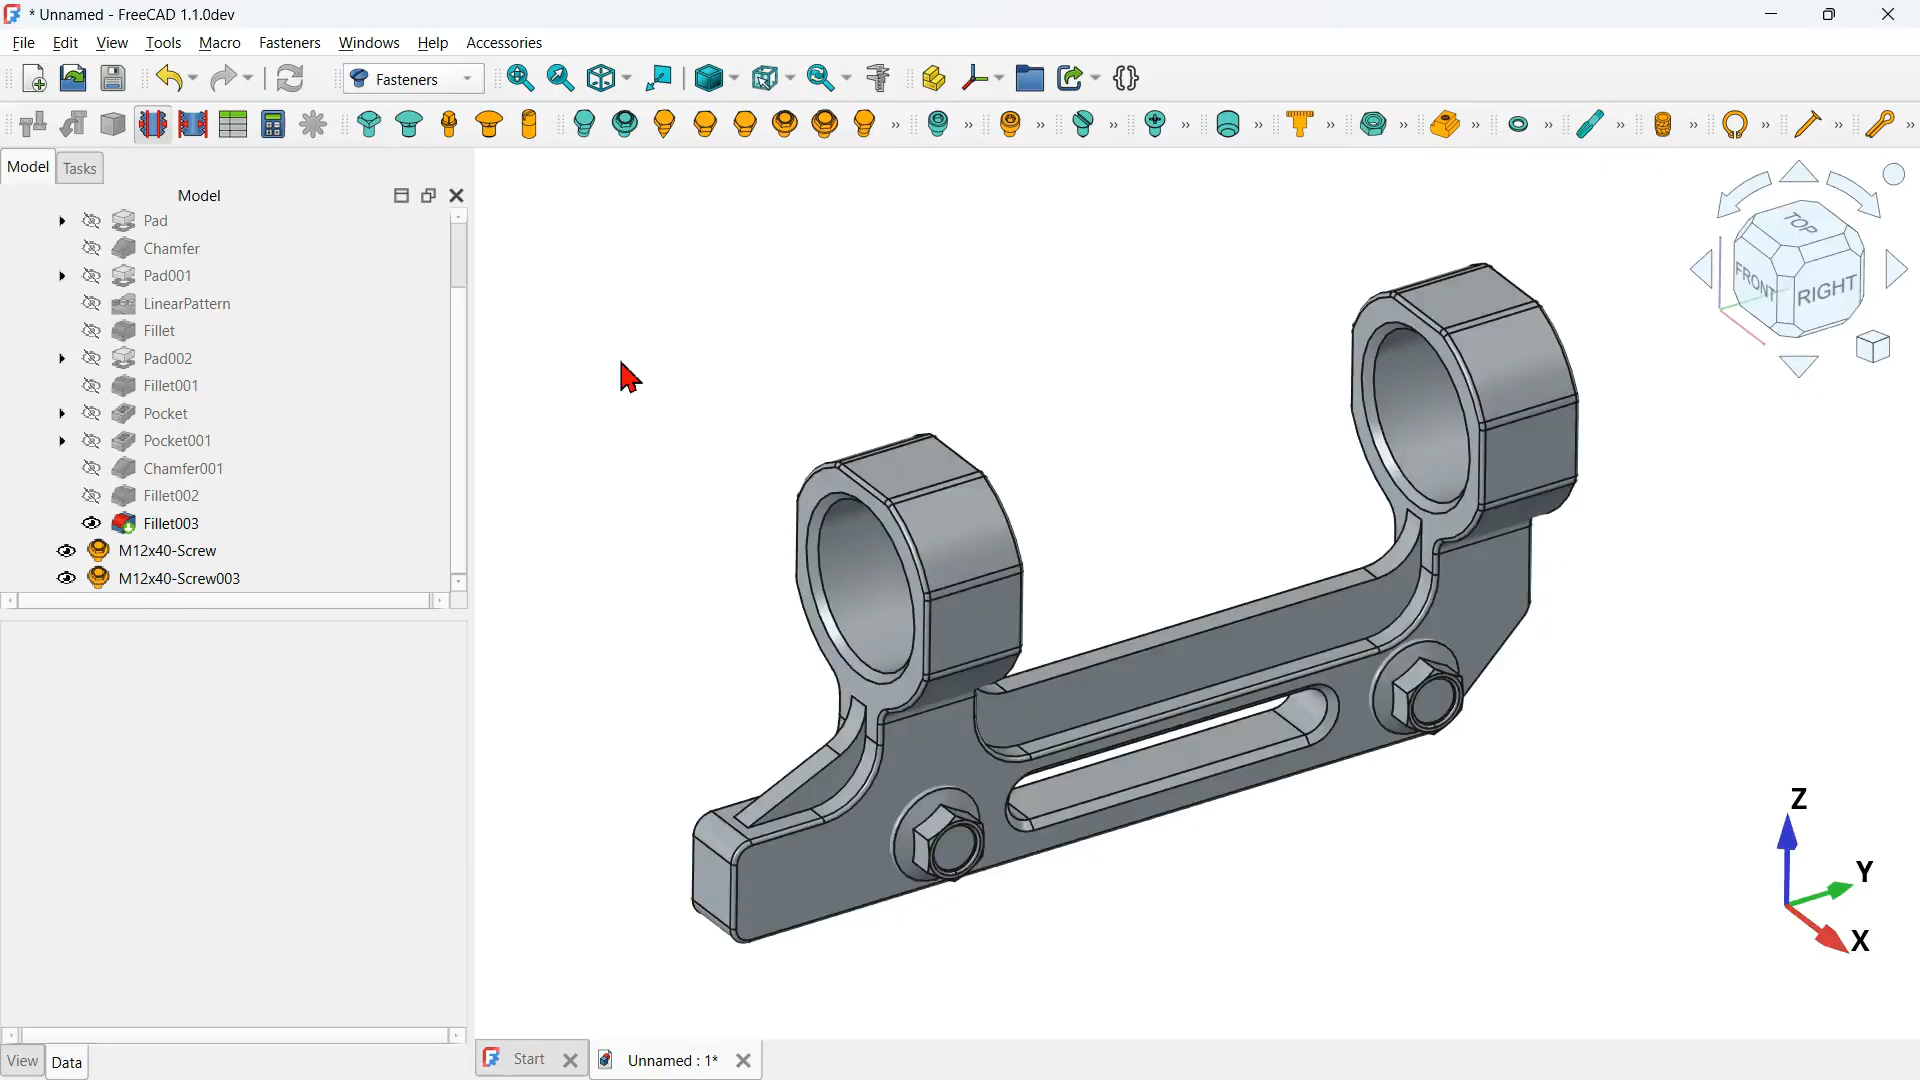 * Unnamed - FreeCAD 1.1.0dev
File Edit View Tools Macro Fasteners Windows Help Accessories
Fasteners
Model Tasks
Model
Pad
Chamfer
Pad001
LinearPattern
Fillet
Pad002
Fillet001
Pocket
Pocket001
Chamfer001
Fillet002
Fillet003
M12x40-Screw
M12x40-Screw003
TOP
FRONT
RIGHT
Z
Y
X
View Data
Start
Unnamed : 1*